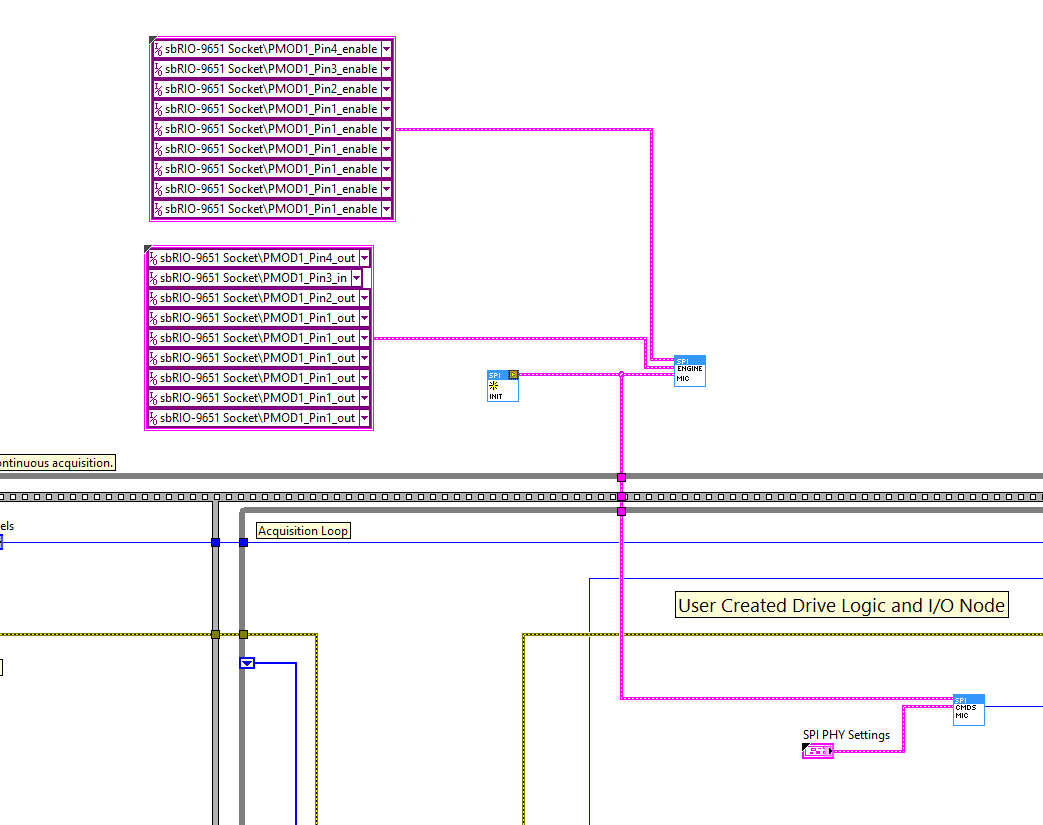 sbRIO-9651 Socket\PMOD1_Pin4_enable
sbRIO-9651 Socket\PMOD1_Pin3_enable
sbRIO-9651 Socket\PMOD1_Pin2_enable
sbRIO-9651 Socket\PMOD1_Pin1_enable
sbRIO-9651 Socket\PMOD1_Pin1_enable
sbRIO-9651 Socket\PMOD1_Pin1_enable
sbRIO-9651 Socket\PMOD1_Pin1_enable
sbRIO-9651 Socket\PMOD1_Pin1_enable
sbRIO-9651 Socket\PMOD1_Pin1_enable
sbRIO-9651 Socket\PMOD1_Pin4_out
sbRIO-9651 Socket\PMOD1_Pin3_in
sbRIO-9651 Socket\PMOD1_Pin2_out
sbRIO-9651 Socket\PMOD1_Pin1_out
sbRIO-9651 Socket\PMOD1_Pin1_out
sbRIO-9651 Socket\PMOD1_Pin1_out
sbRIO-9651 Socket\PMOD1_Pin1_out
sbRIO-9651 Socket\PMOD1_Pin1_out
sbRIO-9651 Socket\PMOD1_Pin1_out
SPI
INIT
SPI
ENGINE
MIC
ontinuous acquisition.
els
Acquisition Loop
User Created Drive Logic and I/O Node
SPI
CMDS
MIC
SPI PHY Settings